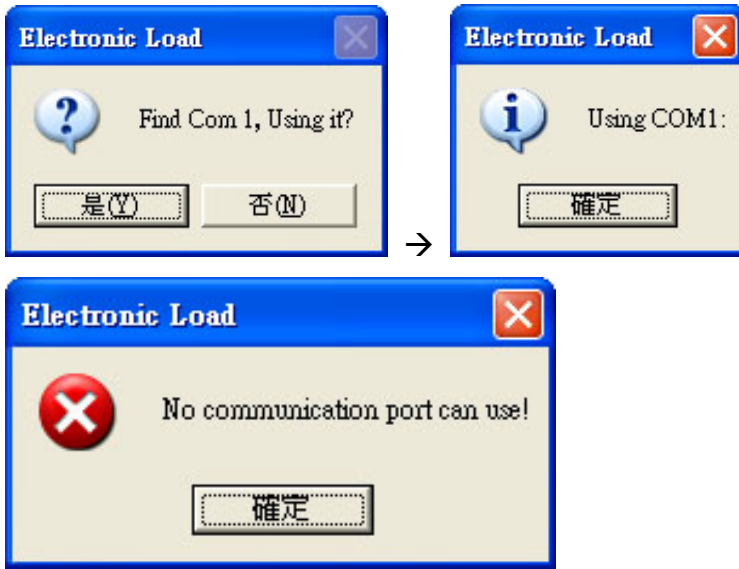 Electronic Load
Find Com 1, Using it?
是(Y)
否(N)
→
Electronic Load
Using COM1:
確定
Electronic Load
No communication port can use!
確定